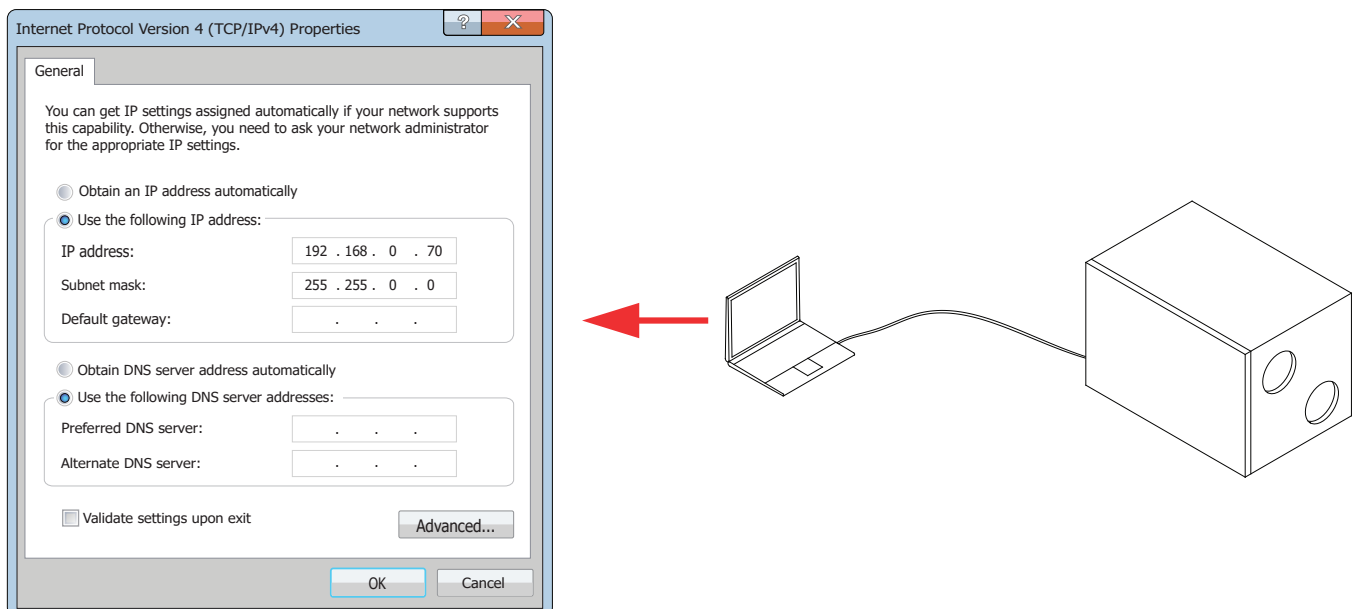 Internet Protocol Version 4 (TCP/IPv4) Properties
?
X
General
You can get IP settings assigned automatically if your network supports
this capability. Otherwise, you need to ask your network administrator
for the appropriate IP settings.
Obtain an IP address automatically
Use the following IP address:
IP address: 192 . 168 . 0 . 70
Subnet mask: 255 . 255 . 0 . 0
Default gateway: . . .
Obtain DNS server address automatically
Use the following DNS server addresses:
Preferred DNS server: . . .
Alternate DNS server: . . .
Validate settings upon exit
Advanced...
OK Cancel